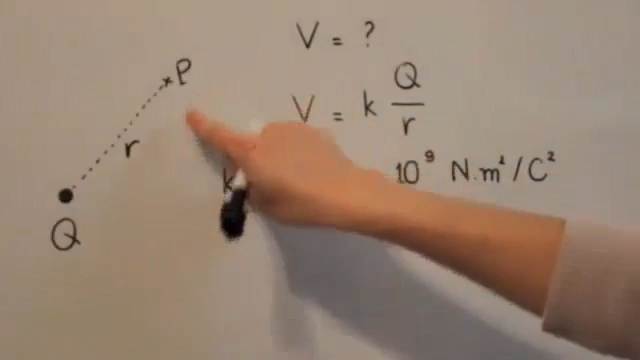 V = ?
P
V = k Q/r
r
k 10⁹ N.m²/C²
Q